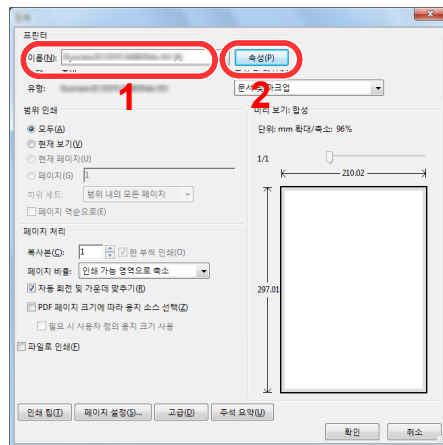 프린터
이름(N):
속성(P)
1
2
유형:
문서 및 마크업
범위 인쇄
미리 보기: 합성
모두(A)
단위: mm 확대/축소: 96%
현재 보기(V)
현재 페이지(U)
1/1
페이지(G) 1
210.02
하위 세트: 범위 내의 모든 페이지
페이지 역순으로(E)
페이지 처리
복사본(C): 1 한 부씩 인쇄(O)
페이지 비율: 인쇄 가능 영역으로 축소
자동 회전 및 가운데 맞추기(R)
297.01
PDF 페이지 크기에 따라 용지 소스 선택(Z)
필요 시 사용자 정의 용지 크기 사용
파일로 인쇄(F)
인쇄 팁(T) 페이지 설정(S)... 고급(D) 주석 요약(U)
확인 취소